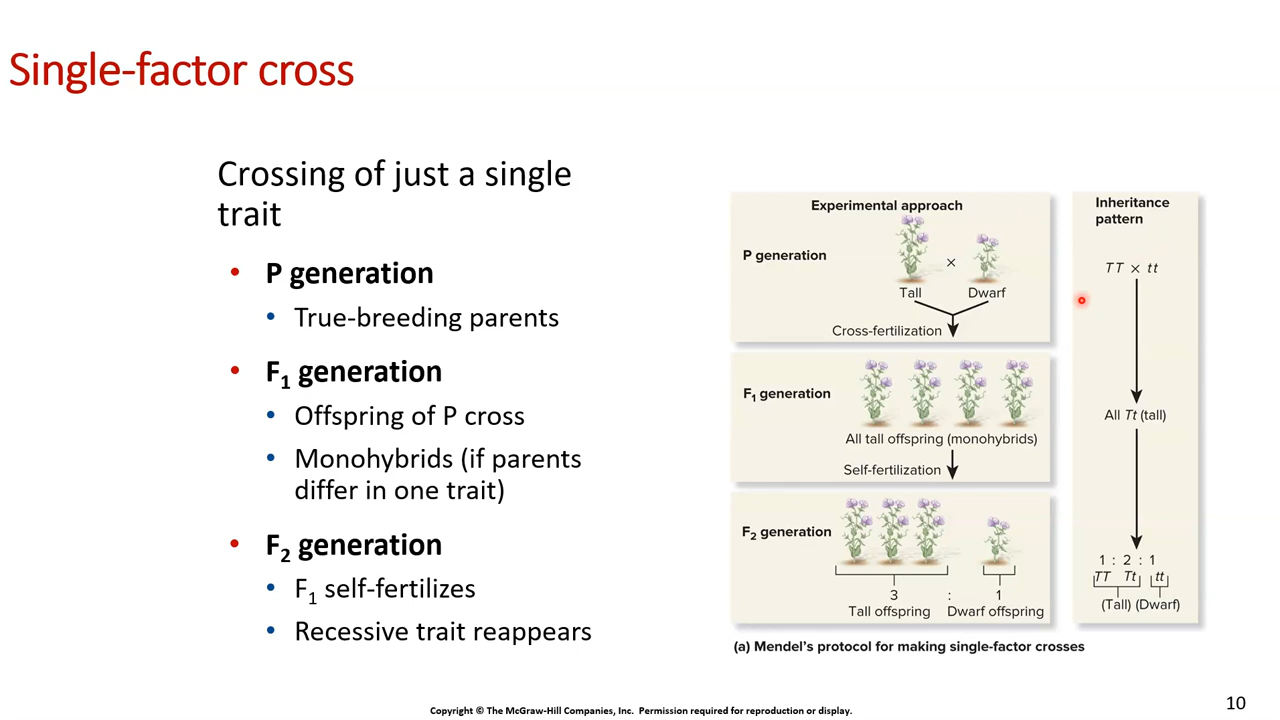 Single-factor cross
Crossing of just a single
trait
• P generation
• True-breeding parents
• F1 generation
• Offspring of P cross
• Monohybrids (if parents
differ in one trait)
• F2 generation
• F1 self-fertilizes
• Recessive trait reappears
Experimental approach
P generation
×
Tall Dwarf
Cross-fertilization
F1 generation
All tall offspring (monohybrids)
Self-fertilization
F2 generation
3 : 1
Tall offspring Dwarf offspring
Inheritance
pattern
TT × tt
All Tt (tall)
1 : 2 : 1
TT Tt tt
(Tall) (Dwarf)
(a) Mendel’s protocol for making single-factor crosses
Copyright © The McGraw-Hill Companies, Inc. Permission required for reproduction or display.
10